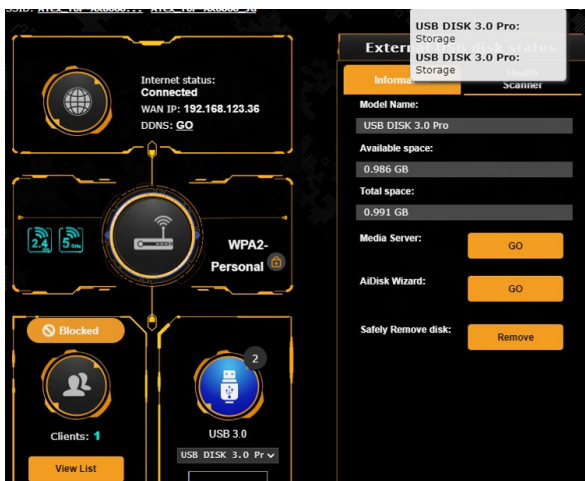 USB DISK 3.0 Pro:
Storage
USB DISK 3.0 Pro:
Storage
Internet status:
Connected
WAN IP: 192.168.123.36
DDNS: GO
2.4
5
GHz
WPA2-
Personal
Blocked
Clients: 1
View List
2
USB 3.0
USB DISK 3.0 Pr
disk status
Scanner
Model Name:
USB DISK 3.0 Pro
Available space:
0.986 GB
Total space:
0.991 GB
Media Server:
GO
AiDisk Wizard:
GO
Safely Remove disk:
Remove